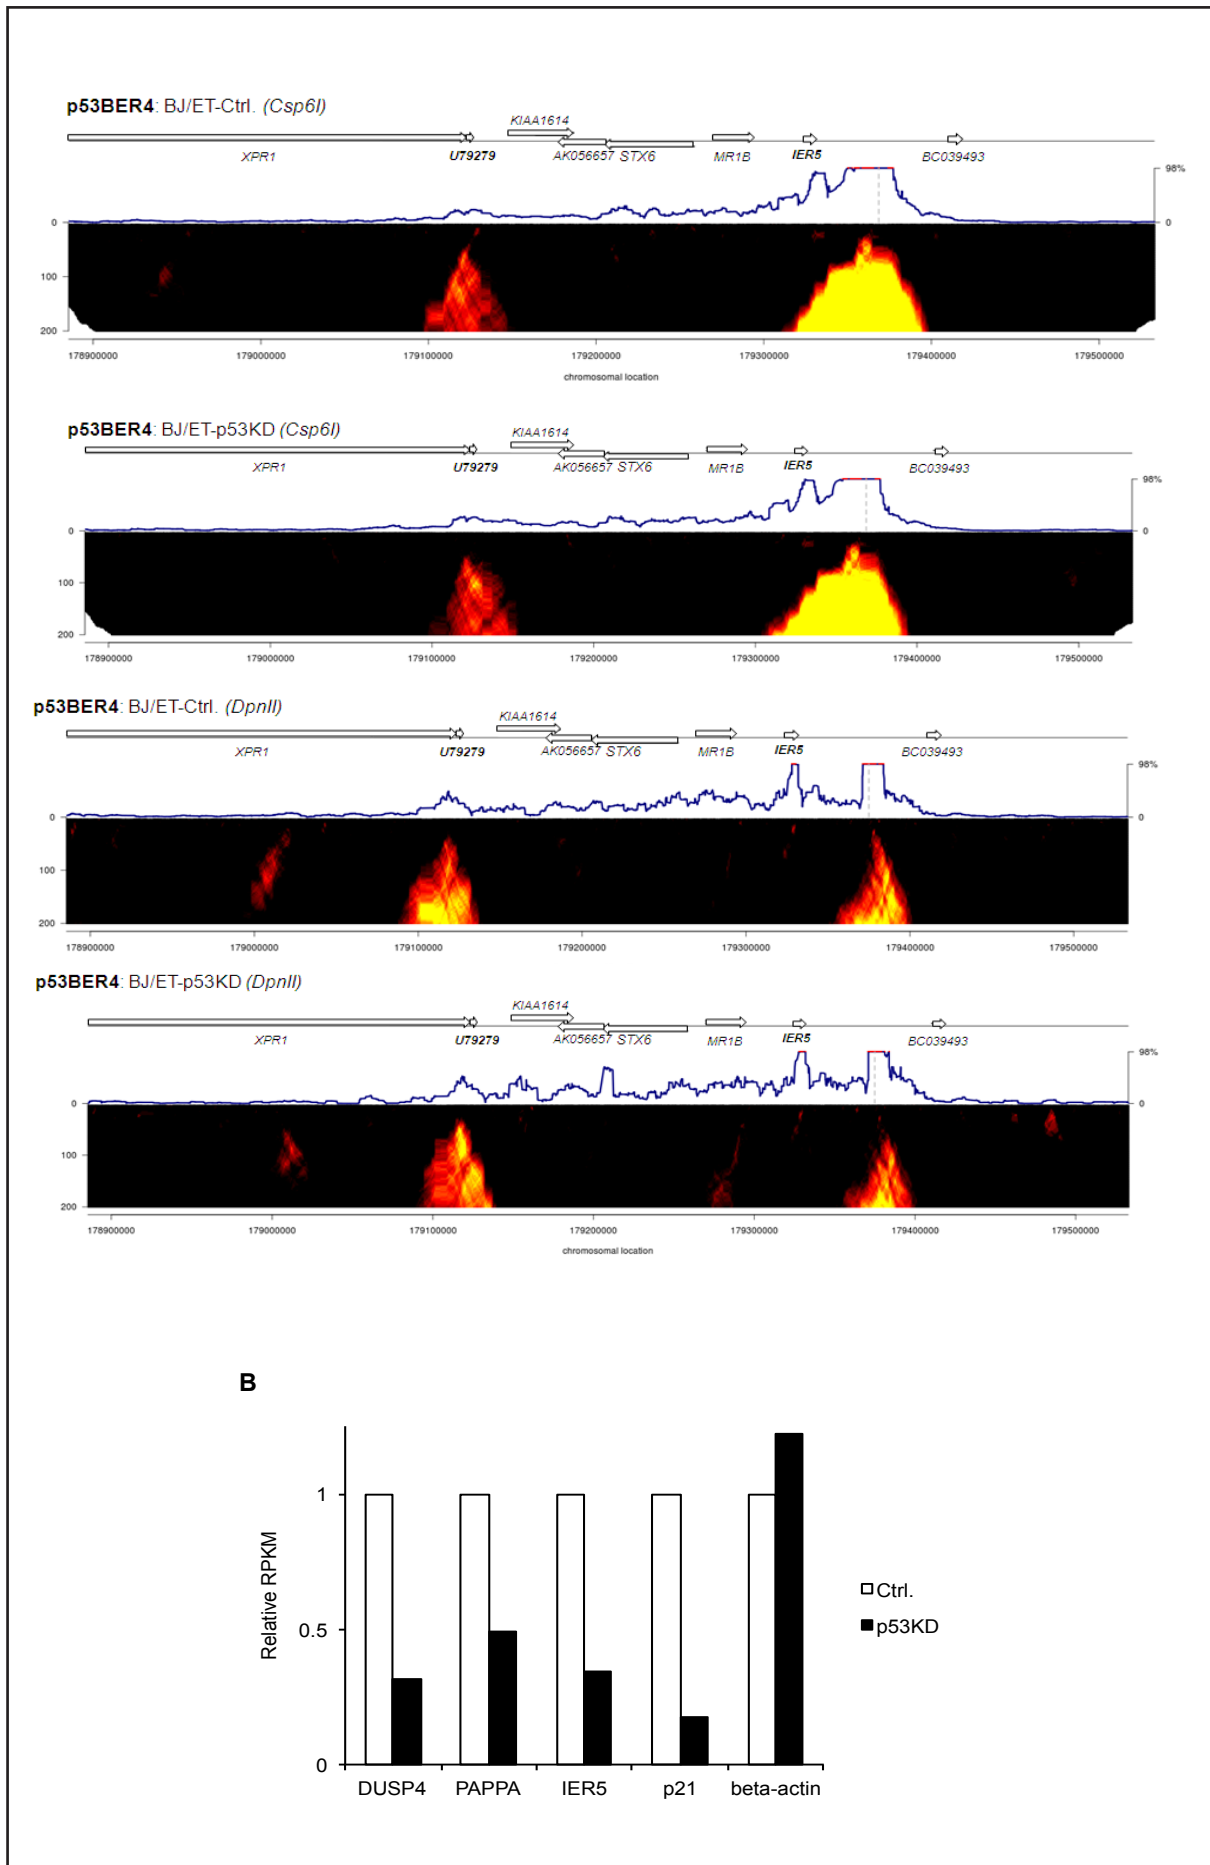 p53BER4: BJ/ET-Ctrl. (Csp6I)
KIAA1614
XPR1 U79279 AK056657 STX6 MR1B IER5 BC039493
98%
0 0
100
200
178900000 179000000 179100000 179200000 179300000 179400000 179500000
chromosomal location
p53BER4: BJ/ET-p53KD (Csp6I)
KIAA1614
XPR1 U79279 AK056657 STX6 MR1B IER5 BC039493
98%
0 0
100
200
178900000 179000000 179100000 179200000 179300000 179400000 179500000
p53BER4: BJ/ET-Ctrl. (DpnII)
KIAA1614
XPR1 U79279 AK056657 STX6 MR1B IER5 BC039493
98%
0 0
100
200
178900000 179000000 179100000 179200000 179300000 179400000 179500000
p53BER4: BJ/ET-p53KD (DpnII)
KIAA1614
XPR1 U79279 AK056657 STX6 MR1B IER5 BC039493
98%
0 0
100
200
178900000 179000000 179100000 179200000 179300000 179400000 179500000
chromosomal location
B
Relative RPKM
1
0.5
0
Ctrl.
p53KD
DUSP4 PAPPA IER5 p21 beta-actin